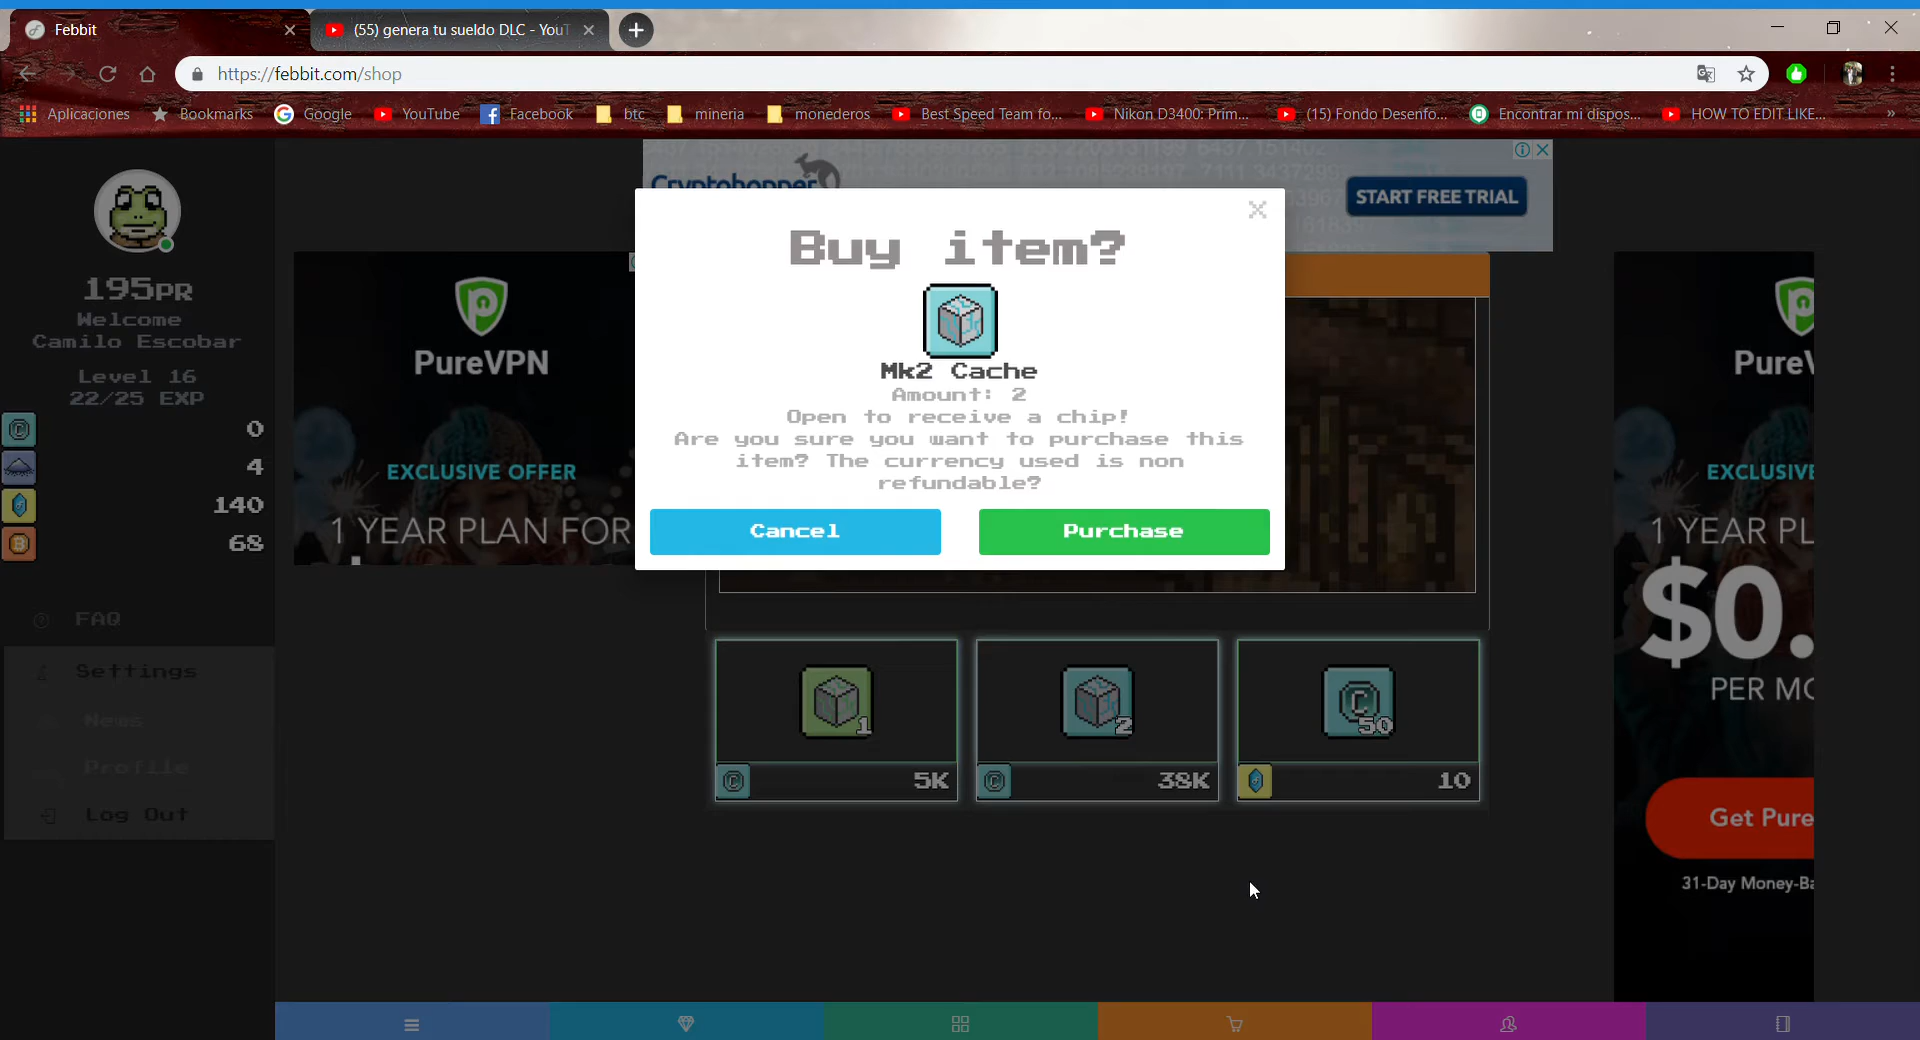 Febbit
(55) genera tu sueldo DLC - YouT
https://febbit.com/shop
Aplicaciones
Bookmarks
Google
YouTube
Facebook
btc
mineria
monederos
Best Speed Team fo...
Nikon D3400: Prim...
(15) Fondo Desenfo...
Encontrar mi dispos...
HOW TO EDIT LIKE...
»
Cryptohopper
START FREE TRIAL
195PR
Welcome
Camilo Escobar
Level 16
22/25 EXP
0
4
140
68
FAQ
Settings
News
Profile
Log Out
PureVPN
EXCLUSIVE OFFER
1 YEAR PLAN FOR
Buy item?
Mk2 Cache
Amount: 2
Open to receive a chip!
Are you sure you want to purchase this
item? The currency used is non
refundable?
Cancel
Purchase
1
5K
2
38K
50
10
PureV
EXCLUSIVE
1 YEAR PL
$0.
PER MO
Get Pure
31-Day Money-Ba